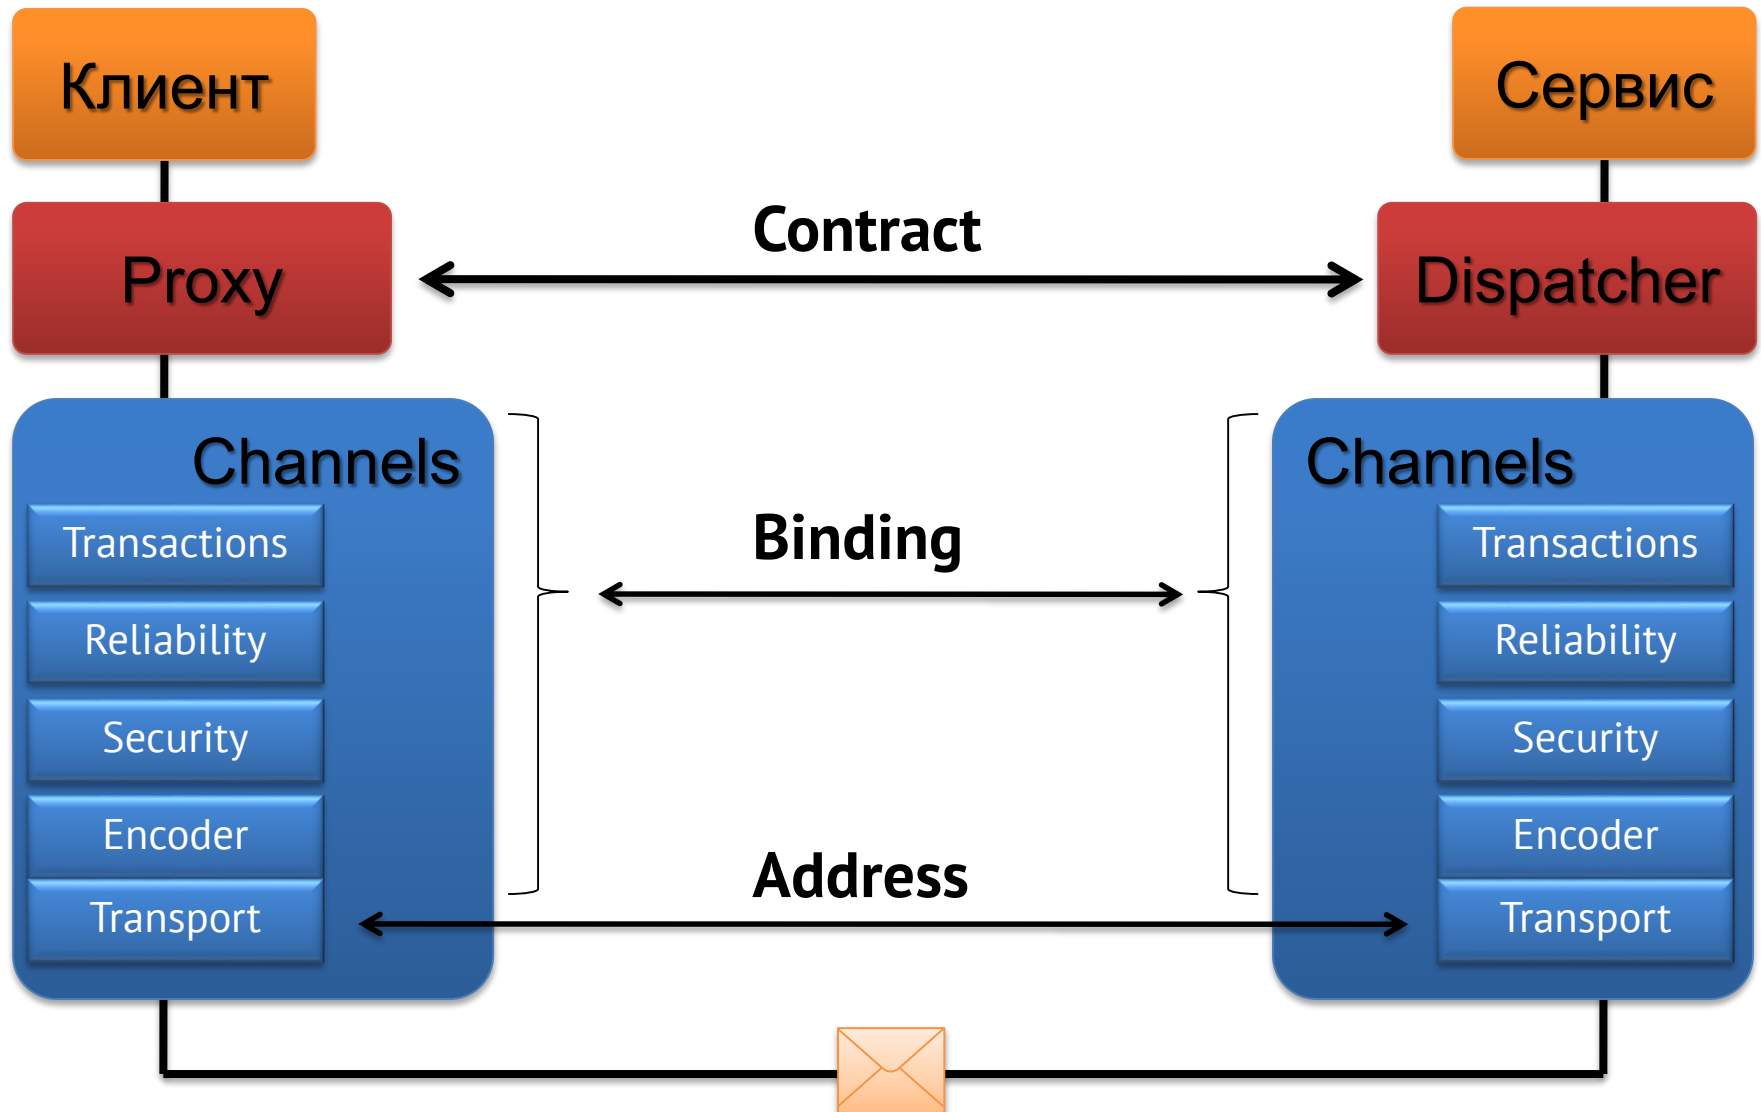 Клиент
Сервис
Contract
Proxy
Dispatcher
Channels
Channels
Binding
Transactions
Transactions
Reliability
Reliability
Security
Security
Encoder
Encoder
Address
Transport
Transport